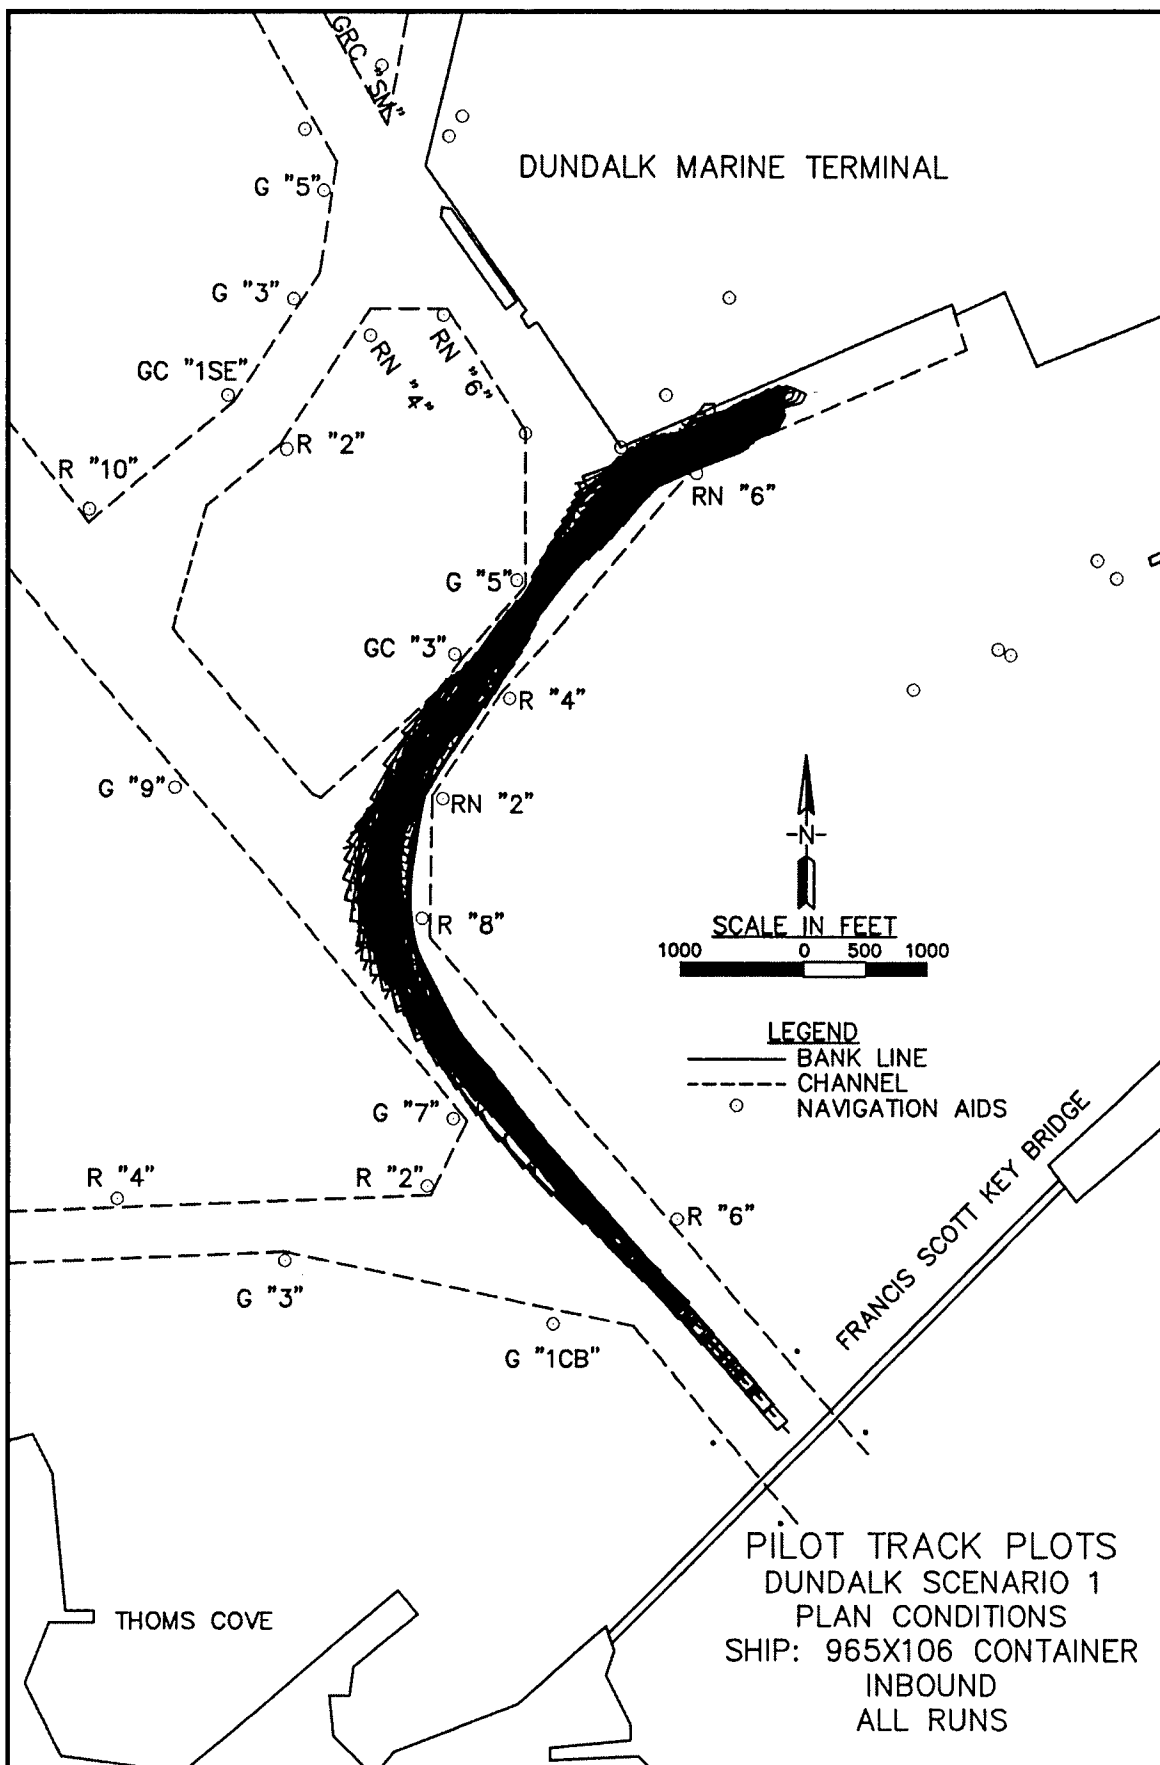 GRC "SM"
DUNDALK MARINE TERMINAL
G "5"
G "3"
RN "4"
RN "6"
GC "1SE"
R "2"
R "10"
RN "6"
G "5"
GC "3"
R "4"
G "9"
RN "2"
-N-
R "8"
SCALE IN FEET
1000 0 500 1000
LEGEND
BANK LINE
CHANNEL
NAVIGATION AIDS
G "7"
R "4"
R "2"
R "6"
FRANCIS SCOTT KEY BRIDGE
G "3"
G "1CB"
THOMS COVE
PILOT TRACK PLOTS
DUNDALK SCENARIO 1
PLAN CONDITIONS
SHIP: 965X106 CONTAINER
INBOUND
ALL RUNS